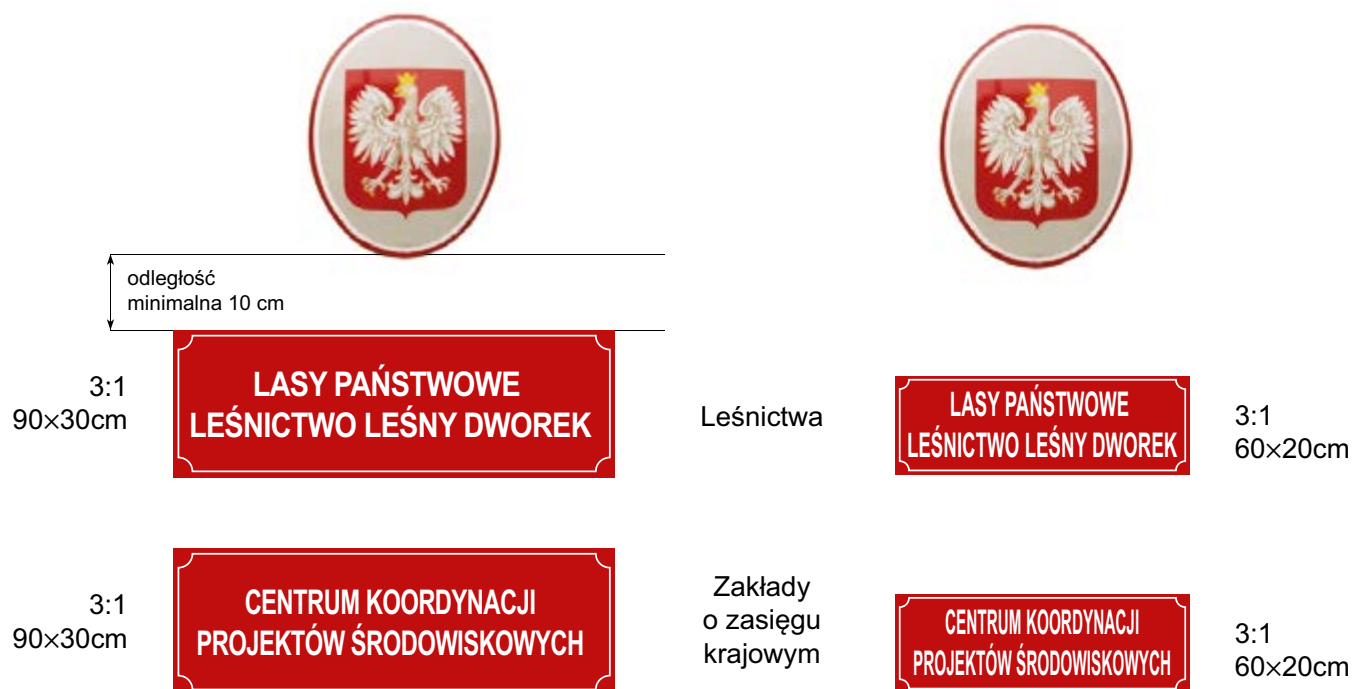 odległość
minimalna 10 cm
3:1
90×30cm
LASY PAŃSTWOWE
LEŚNICTWO LEŚNY DWOREK
Leśnictwa
LASY PAŃSTWOWE
LEŚNICTWO LEŚNY DWOREK
3:1
60×20cm
3:1
90×30cm
CENTRUM KOORDYNACJI
PROJEKTÓW ŚRODOWISKOWYCH
Zakłady
o zasięgu
krajowym
CENTRUM KOORDYNACJI
PROJEKTÓW ŚRODOWISKOWYCH
3:1
60×20cm